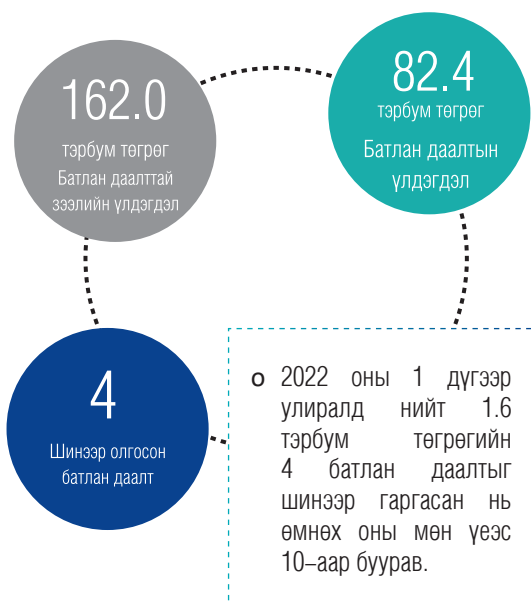 162.0
тэрбум төгрөг
Батлан даалттай
зээлийн үлдэгдэл
82.4
тэрбум төгрөг
Батлан даалтын
үлдэгдэл
4
Шинээр олгосон
батлан даалт
o 2022 оны 1 дүгээр
улиралд нийт 1.6
тэрбум төгрөгийн
4 батлан даалтыг
шинээр гаргасан нь
өмнөх оны мөн үеэс
10–аар буурав.